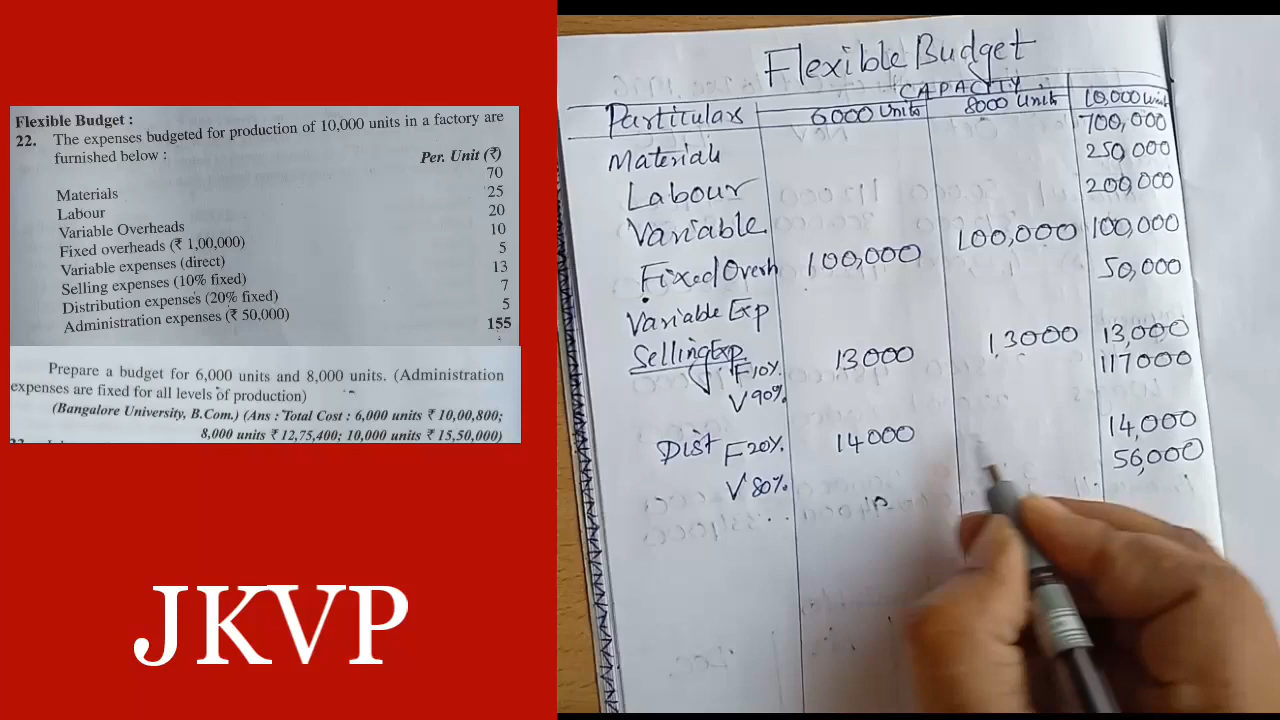 Flexible Budget :
22. The expenses budgeted for production of 10,000 units in a factory are
furnished below :
Per. Unit (₹)
Materials 70
Labour 25
Variable Overheads 20
Fixed overheads (₹ 1,00,000) 10
Variable expenses (direct) 5
Selling expenses (10% fixed) 13
Distribution expenses (20% fixed) 7
Administration expenses (₹ 50,000) 5
155
Prepare a budget for 6,000 units and 8,000 units. (Administration
expenses are fixed for all levels of production)
(Bangalore University, B.Com.) (Ans : Total Cost : 6,000 units ₹ 10,00,800;
8,000 units ₹ 12,75,400; 10,000 units ₹ 15,50,000)
JKVP
Flexible Budget
CAPACITY
Particulars 6000 Units 8000 Units 10,000 Unit
Material 700,000
Labour 250,000
Variable 200,000
Fixed Overh 100,000 100,000 100,000
Variable Exp 50,000
Selling Exp
F10% 13000 13000 13,000
V90% 117000
Dist F20% 14000 14,000
V80% 56,000